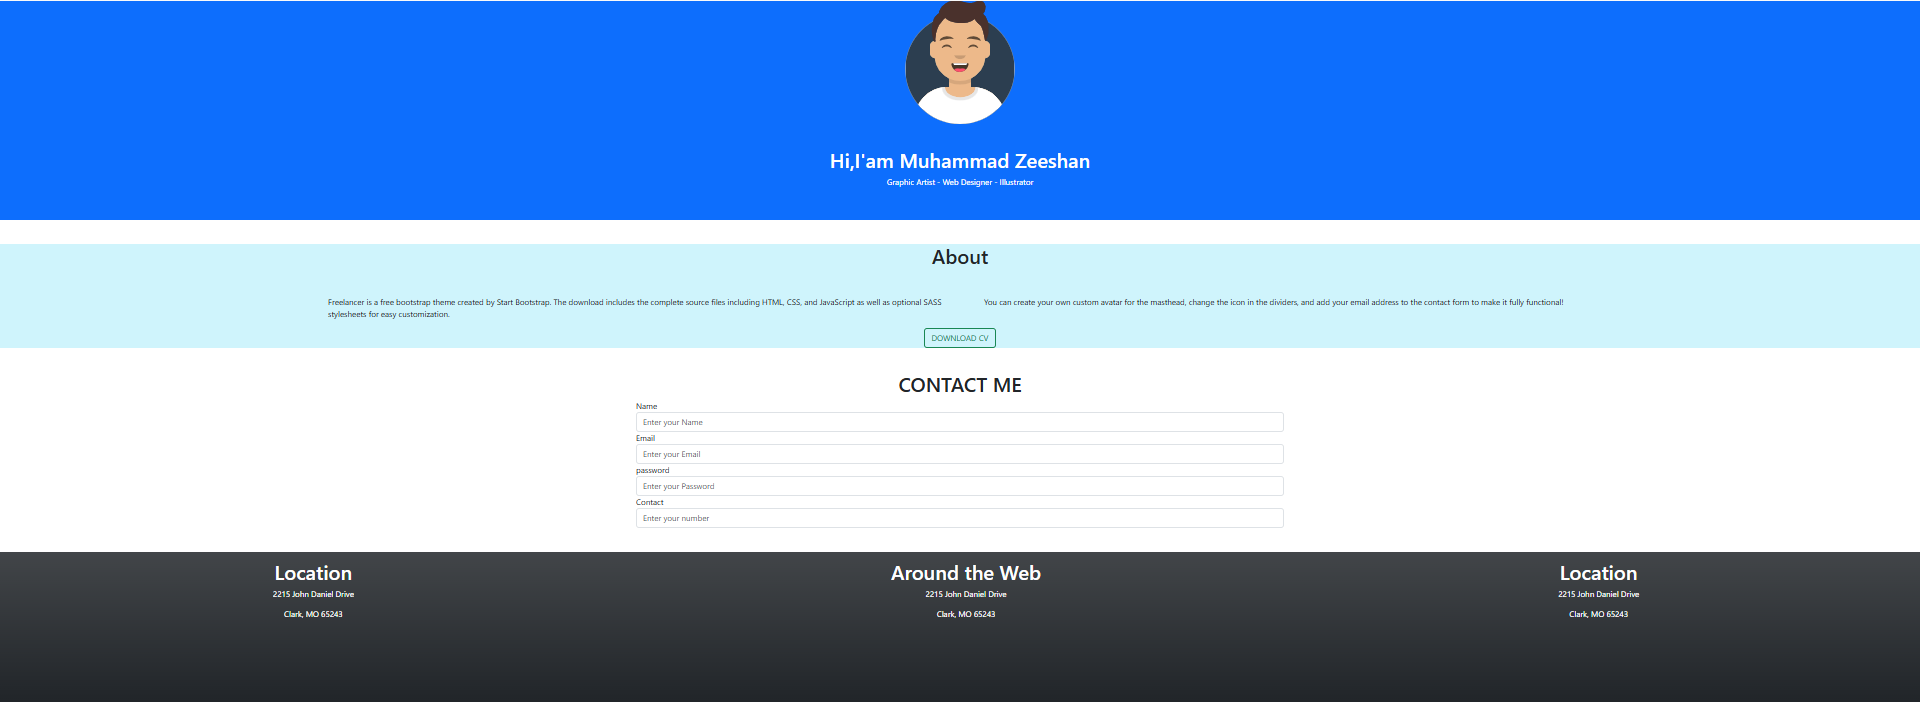 Hi,I'am Muhammad Zeeshan
Graphic Artist - Web Designer - Illustrator
About
Freelancer is a free bootstrap theme created by Start Bootstrap. The download includes the complete source files including HTML, CSS, and JavaScript as well as optional SASS
stylesheets for easy customization.
You can create your own custom avatar for the masthead, change the icon in the dividers, and add your email address to the contact form to make it fully functional!
DOWNLOAD CV
CONTACT ME
Name
Enter your Name
Email
Enter your Email
password
Enter your Password
Contact
Enter your number
Location
2215 John Daniel Drive
Clark, MO 65243
Around the Web
2215 John Daniel Drive
Clark, MO 65243
Location
2215 John Daniel Drive
Clark, MO 65243